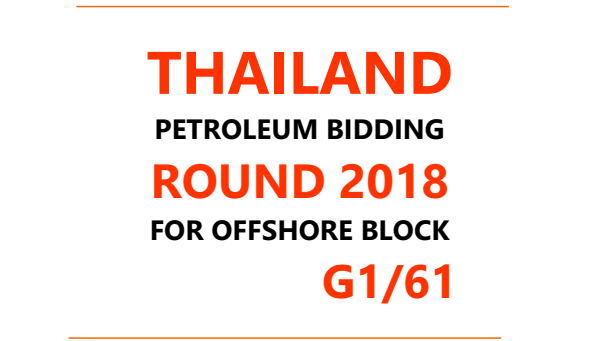 THAILAND
PETROLEUM BIDDING
ROUND 2018
FOR OFFSHORE BLOCK
G1/61